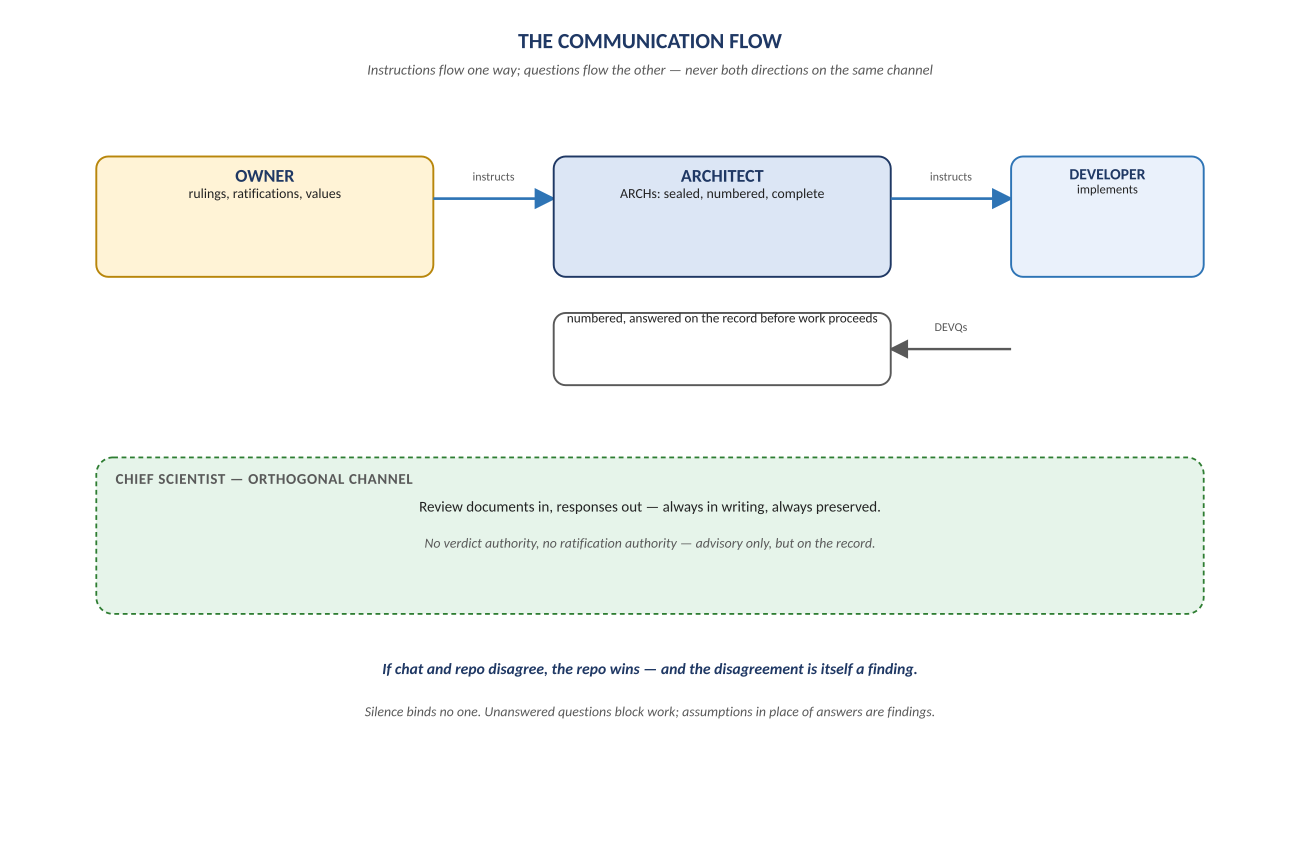 THE COMMUNICATION FLOW
Instructions flow one way; questions flow the other — never both directions on the same channel
OWNER
rulings, ratifications, values
instructs
ARCHITECT
ARCHs: sealed, numbered, complete
instructs
DEVELOPER
implements
numbered, answered on the record before work proceeds
DEVQs
CHIEF SCIENTIST — ORTHOGONAL CHANNEL
Review documents in, responses out — always in writing, always preserved.
No verdict authority, no ratification authority — advisory only, but on the record.
If chat and repo disagree, the repo wins — and the disagreement is itself a finding.
Silence binds no one. Unanswered questions block work; assumptions in place of answers are findings.